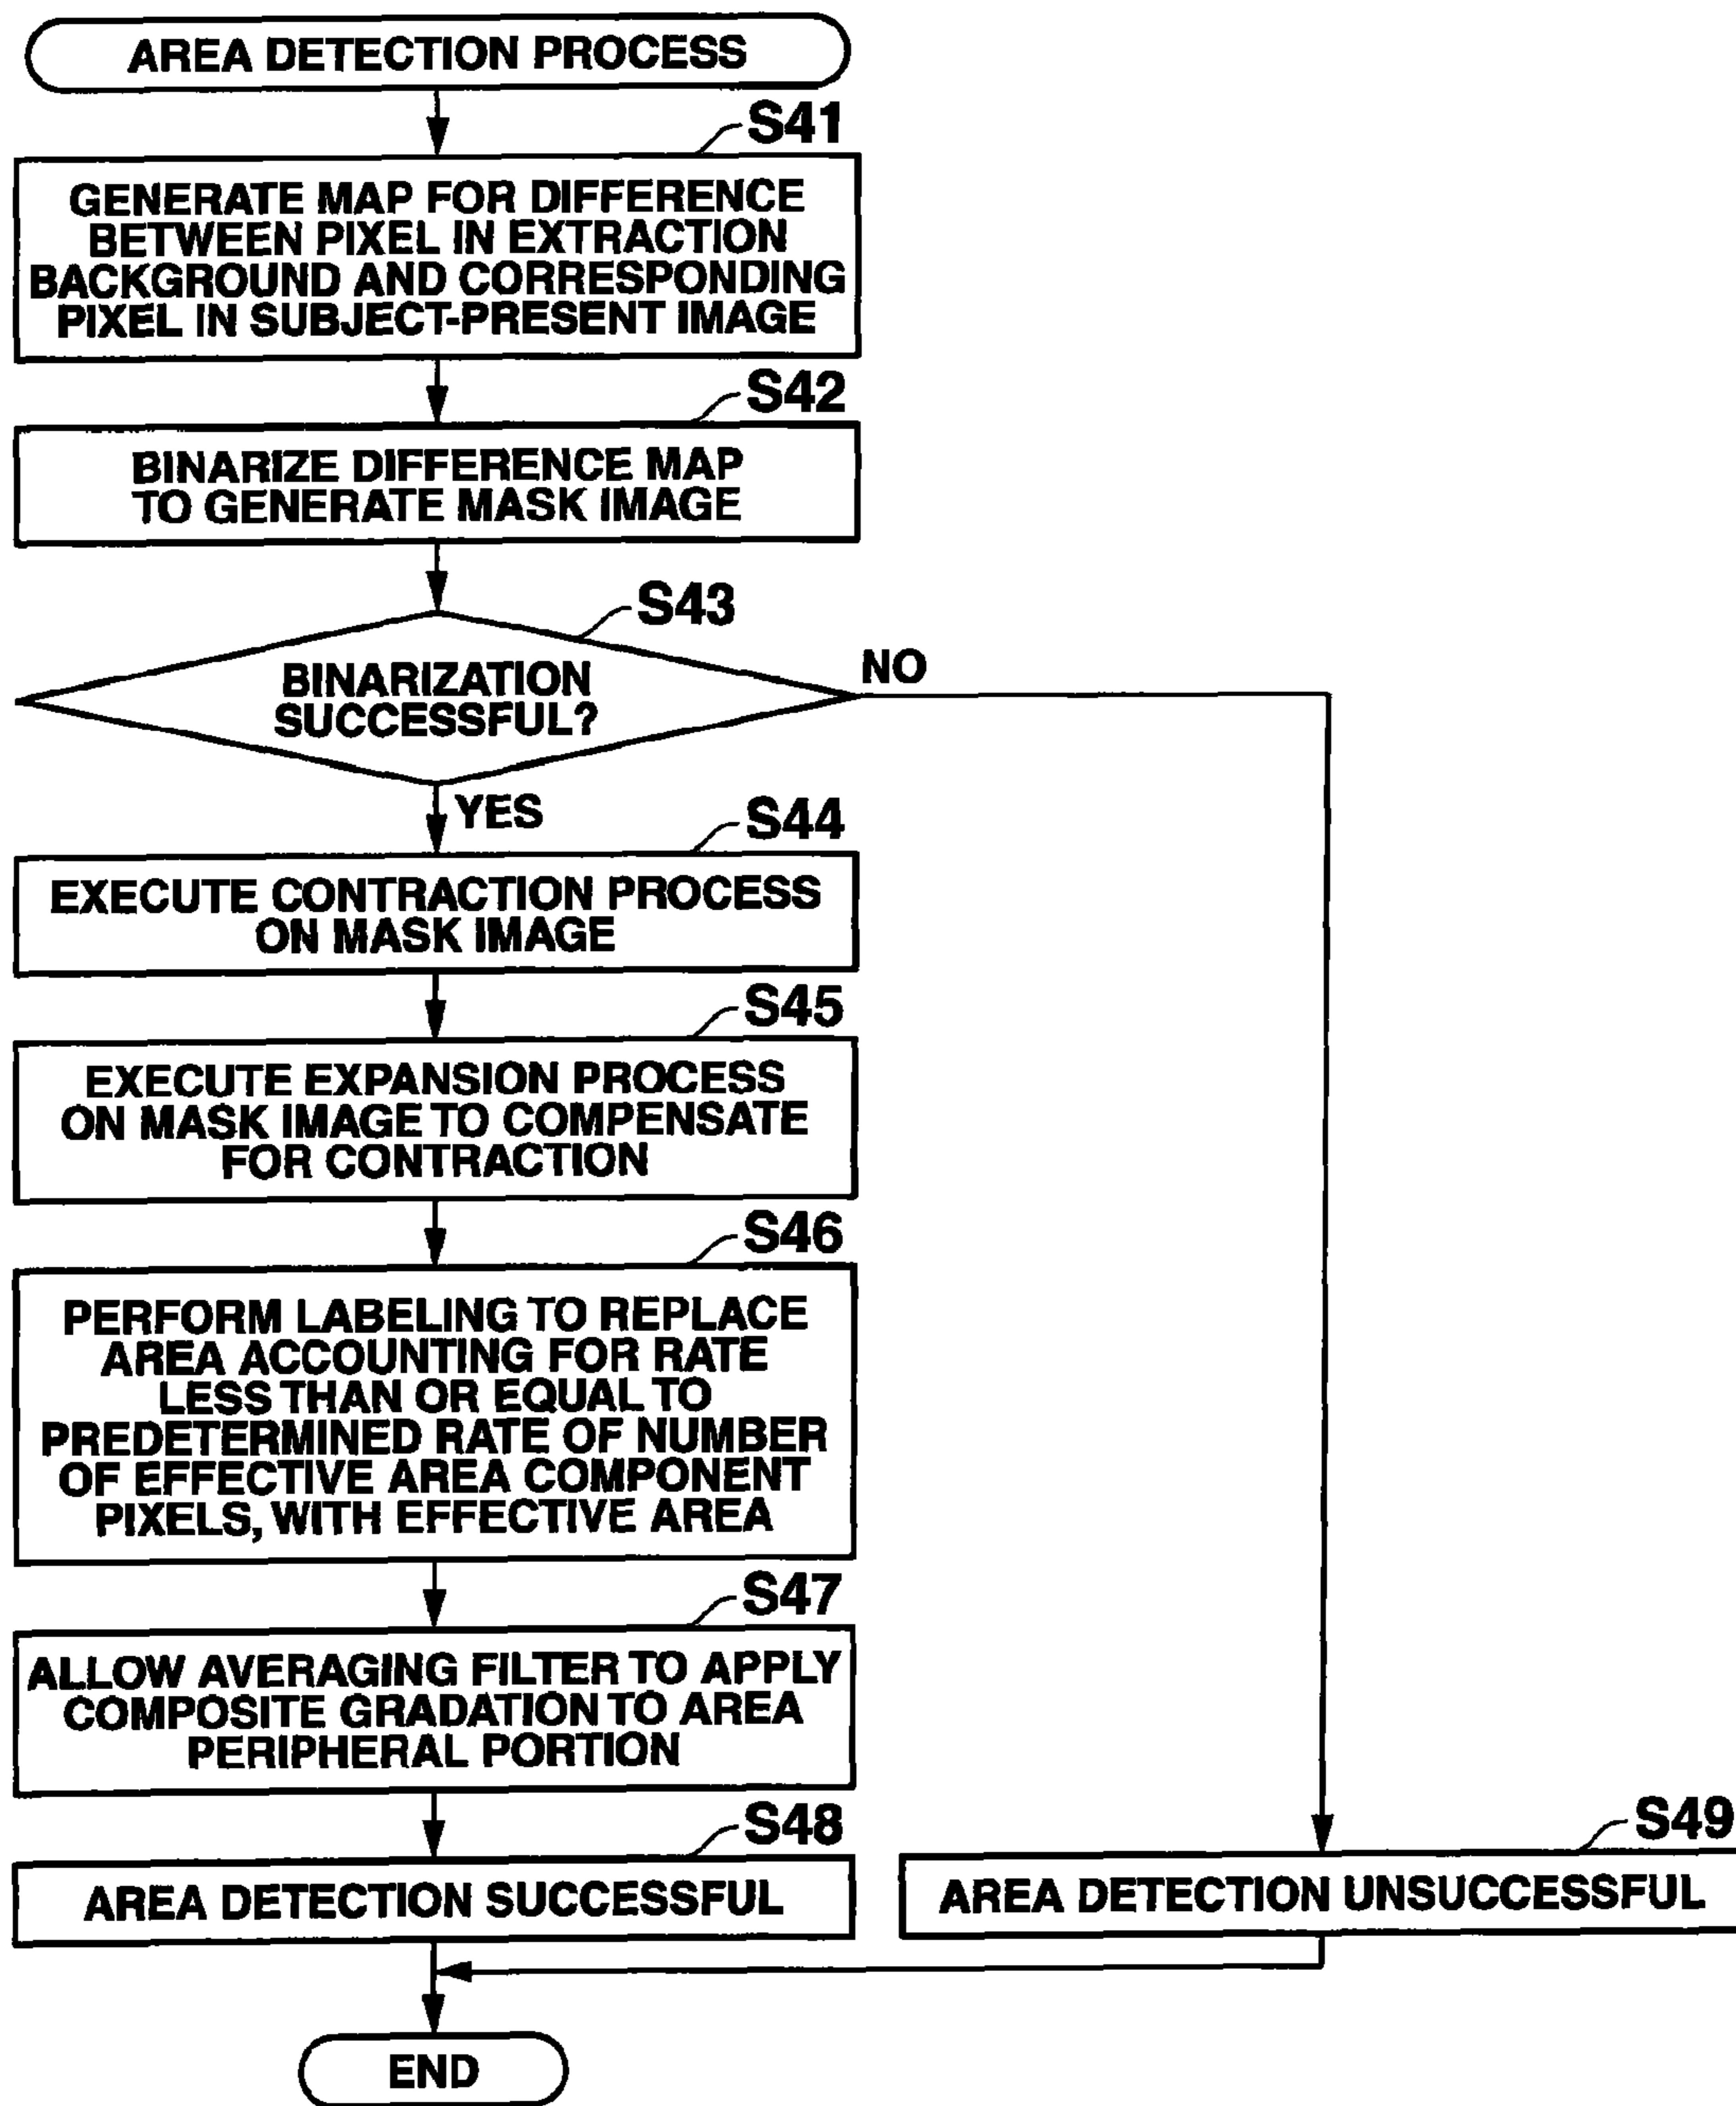 AREA DETECTION PROCESS
S41
GENERATE MAP FOR DIFFERENCE
BETWEEN PIXEL IN EXTRACTION
BACKGROUND AND CORRESPONDING
PIXEL IN SUBJECT-PRESENT IMAGE
S42
BINARIZE DIFFERENCE MAP
TO GENERATE MASK IMAGE
S43
BINARIZATION
SUCCESSFUL?
NO
YES
S44
EXECUTE CONTRACTION PROCESS
ON MASK IMAGE
S45
EXECUTE EXPANSION PROCESS
ON MASK IMAGE TO COMPENSATE
FOR CONTRACTION
S46
PERFORM LABELING TO REPLACE
AREA ACCOUNTING FOR RATE
LESS THAN OR EQUAL TO
PREDETERMINED RATE OF NUMBER
OF EFFECTIVE AREA COMPONENT
PIXELS, WITH EFFECTIVE AREA
S47
ALLOW AVERAGING FILTER TO APPLY
COMPOSITE GRADATION TO AREA
PERIPHERAL PORTION
S48
AREA DETECTION SUCCESSFUL
S49
AREA DETECTION UNSUCCESSFUL
END